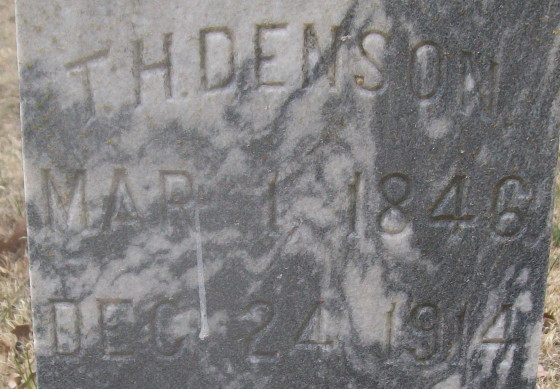 T.H.DENSON
MAR 1, 1846
DEC 24, 1914